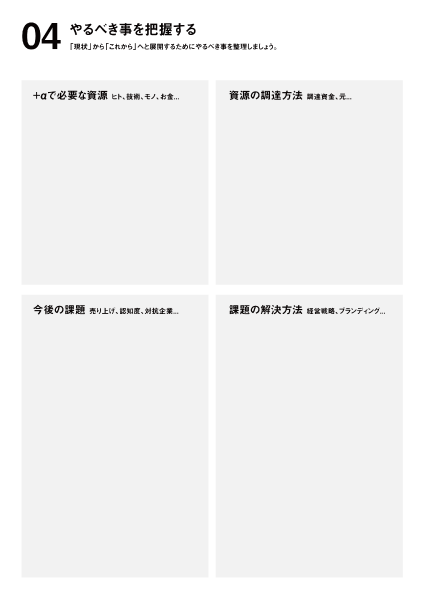 04 やるべき事を把握する
「現状」から「これから」へと展開するためにやるべき事を整理しましょう。
+αで必要な資源 ヒト、技術、モノ、お金...
資源の調達方法 調達資金、元...
今後の課題 売り上げ、認知度、対抗企業...
課題の解決方法 経営戦略、ブランディング...